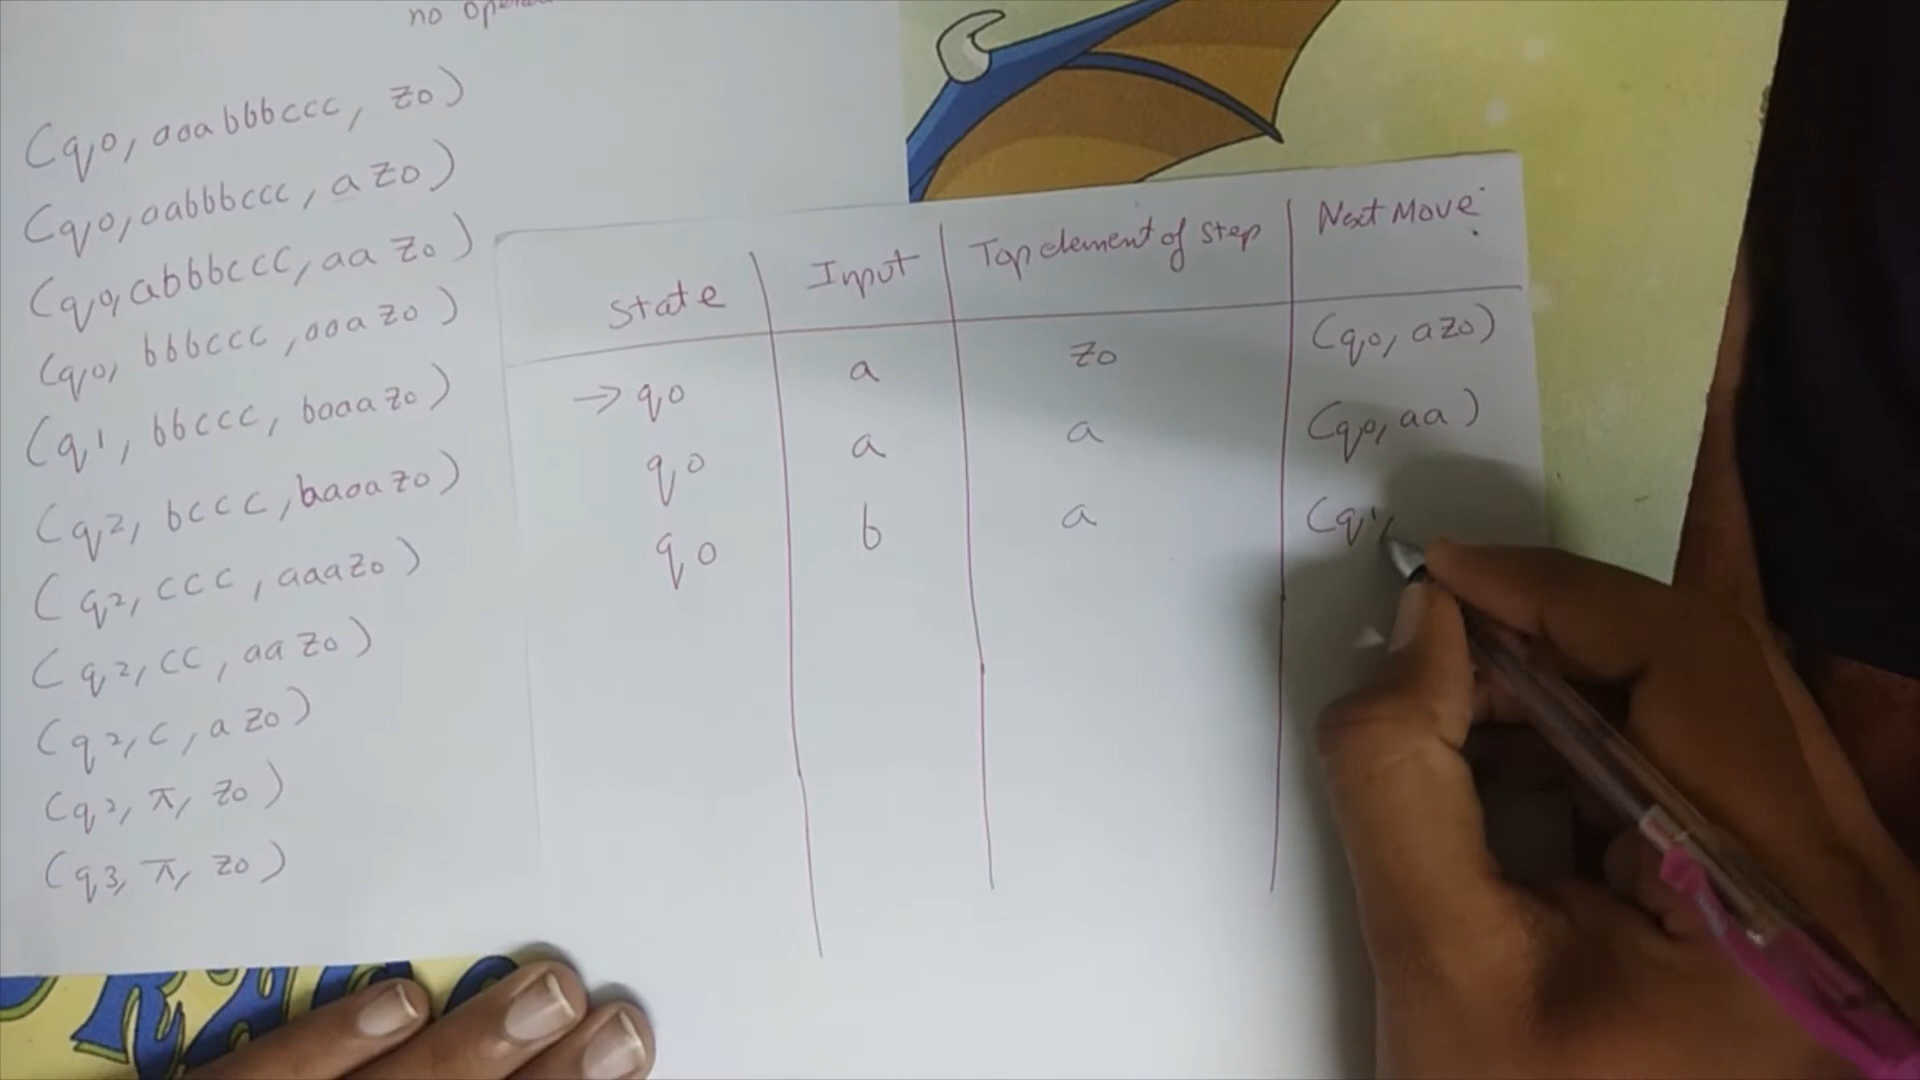 no
(q0, aaabbbccc, z0)
(q0, aabbbccc, az0)
(q0, abbbccc, aaz0)
(q0, bbbccc, aaaz0)
(q1, bbccc, baaaz0)
(q2, bccc, baaaz0)
(q2, ccc, aaaz0)
(q2, cc, aaz0)
(q2, c, az0)
(q2, π, z0)
(q3, π, z0)
State Input Top element of step Next Move:
→ q0 a z0 (q0, az0)
q0 a a (q0, aa)
q0 b a (q1,